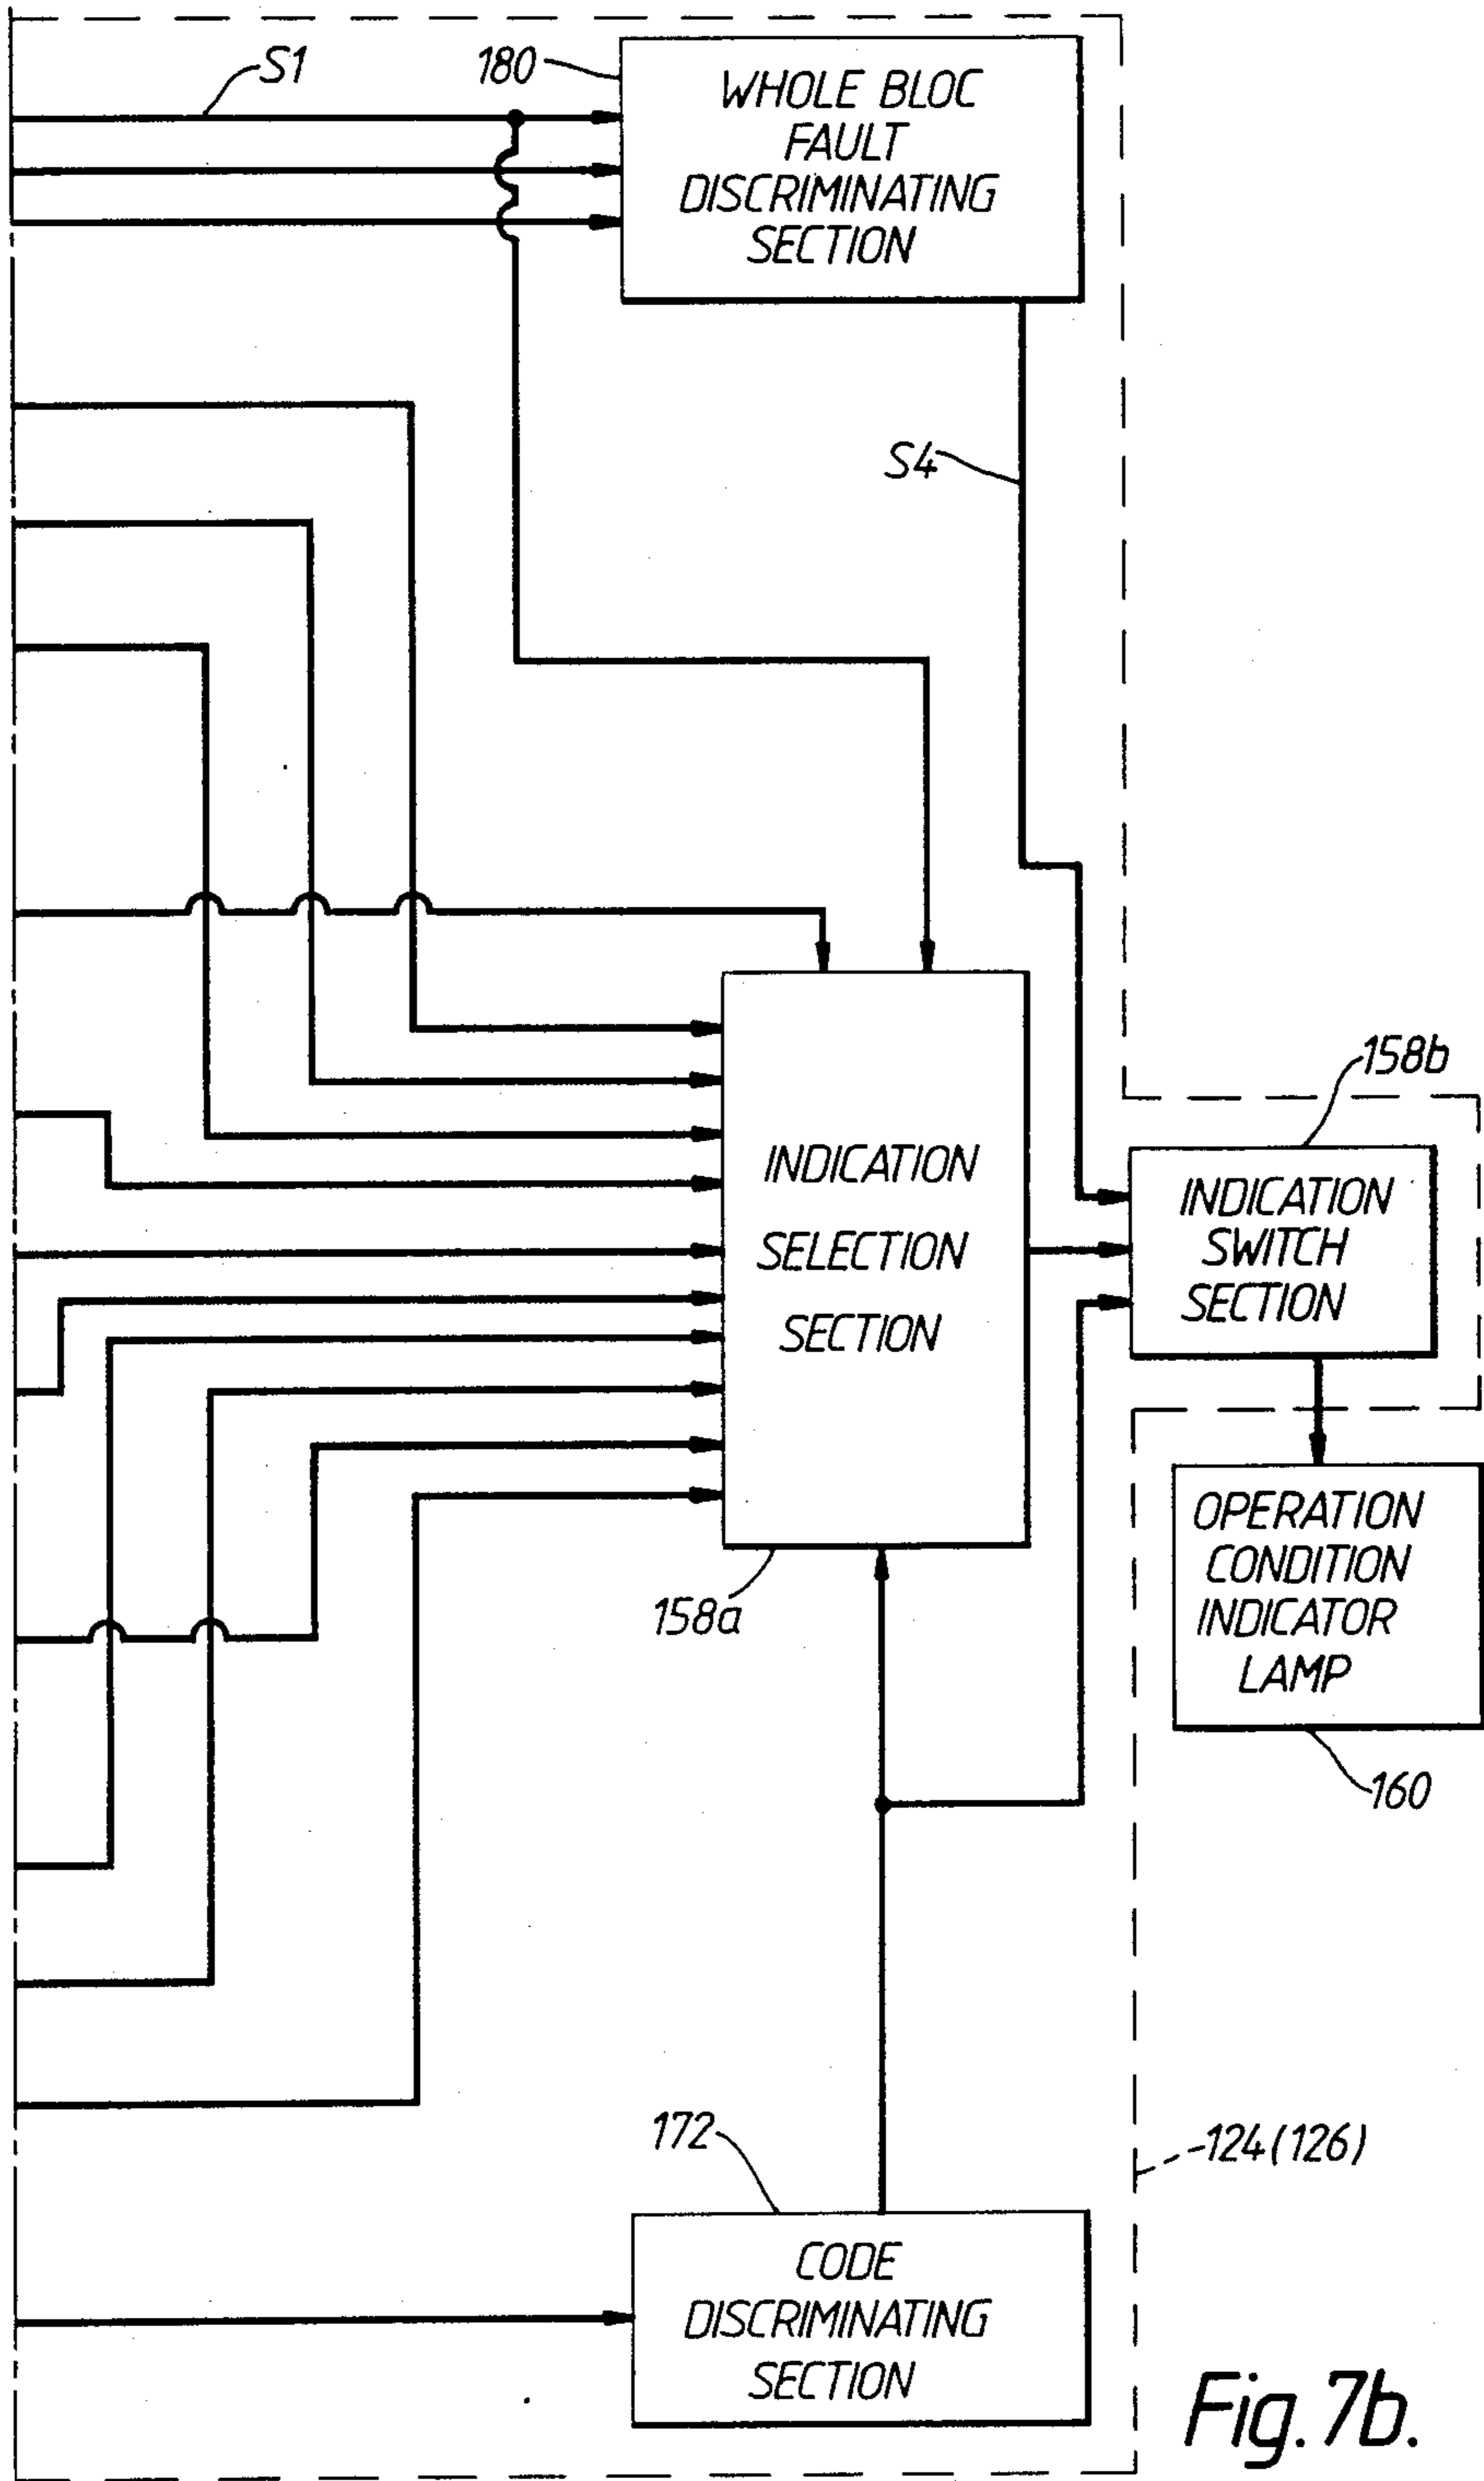 S1
180
WHOLE BLOC
FAULT
DISCRIMINATING
SECTION
S4
158b
INDICATION
SELECTION
SECTION
INDICATION
SWITCH
SECTION
158a
OPERATION
CONDITION
INDICATOR
LAMP
160
172
124(126)
CODE
DISCRIMINATING
SECTION
Fig. 7b.